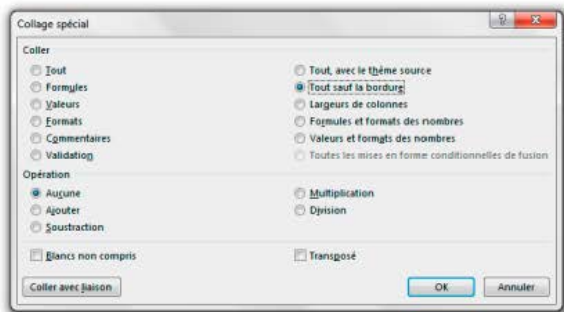 Collage spécial
Coller
Tout
Tout, avec le thème source
Formules
Tout sauf la bordure
Valeurs
Largeurs de colonnes
Formats
Formules et formats des nombres
Commentaires
Valeurs et formats des nombres
Validation
Toutes les mises en forme conditionnelles de fusion
Opération
Aucune
Multiplication
Ajouter
Division
Soustraction
Blancs non compris
Transposé
Coller avec liaison
OK
Annuler